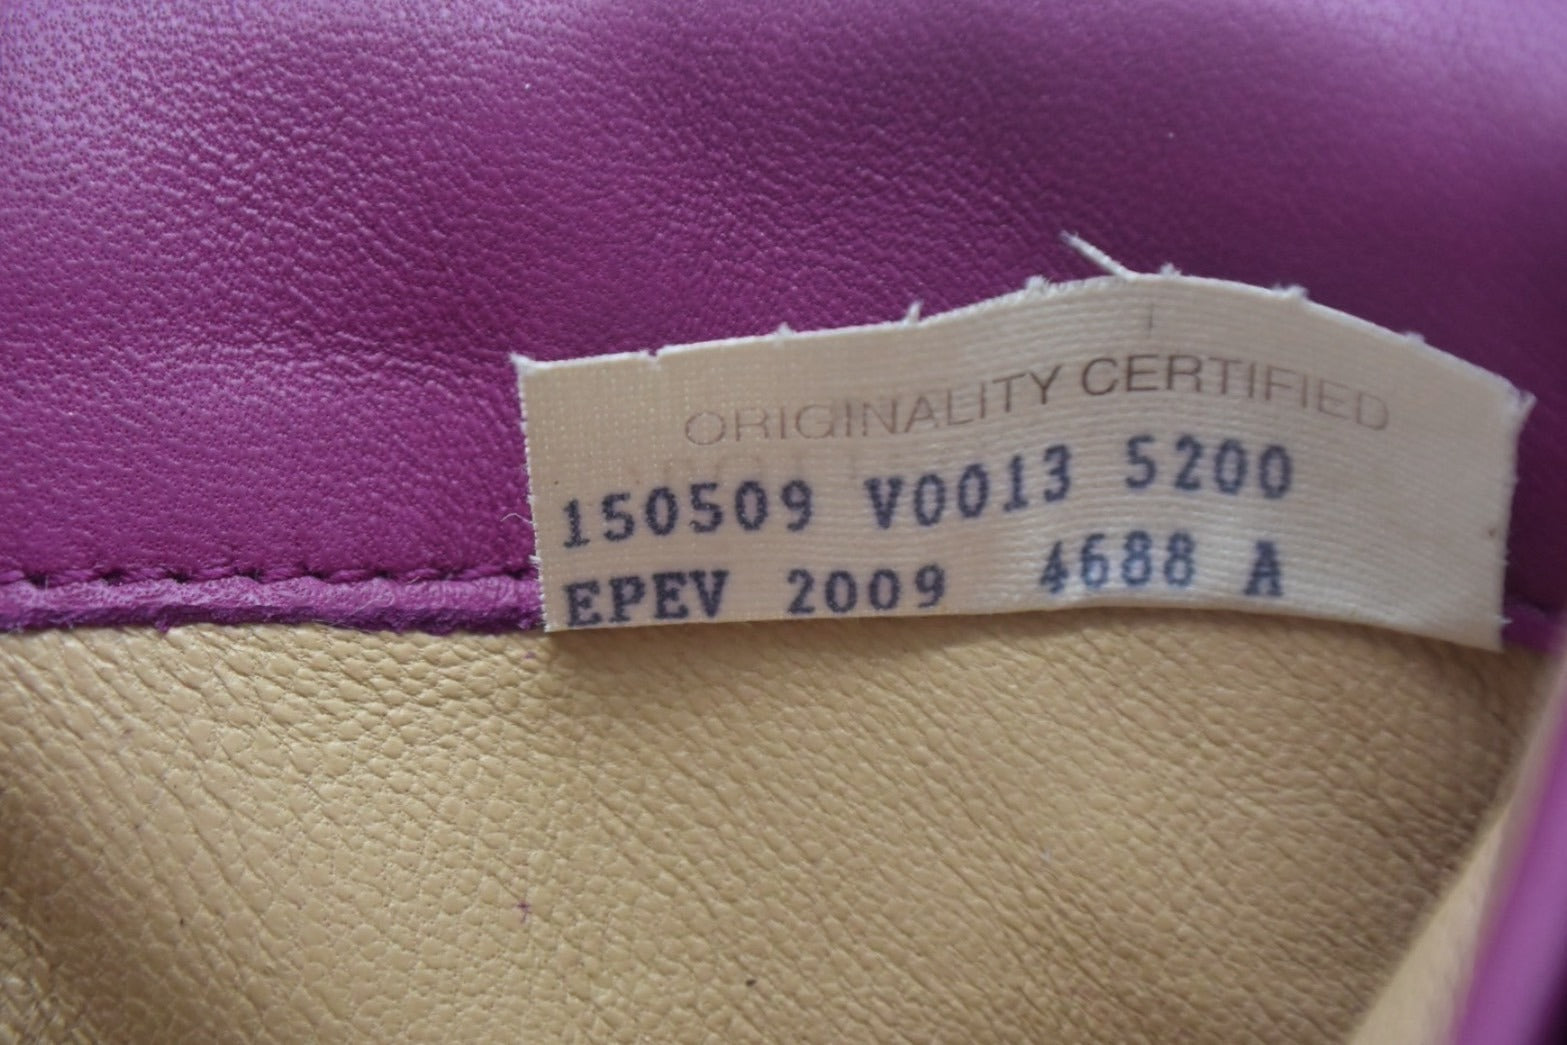 ORIGINALITY CERTIFIED
150509 V0013 5200
EPEV 2009 4688 A